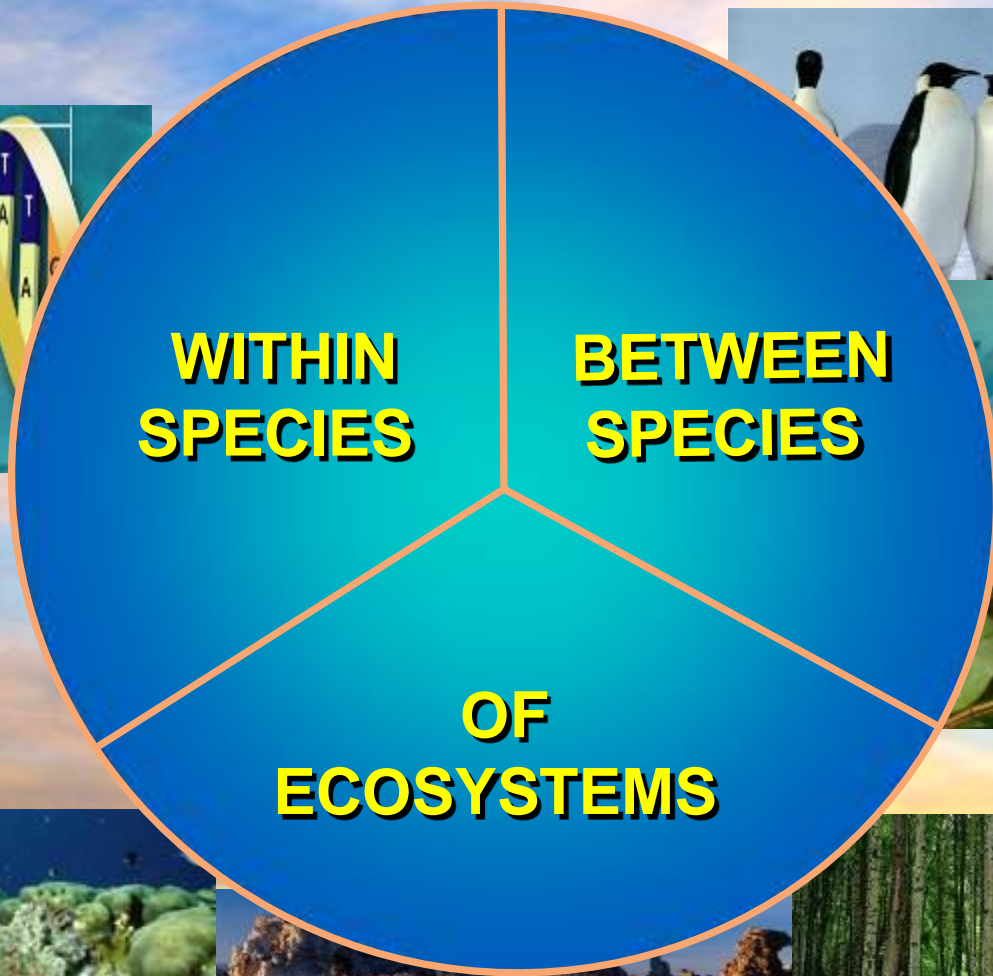 WITHIN
SPECIES
BETWEEN
SPECIES
OF
ECOSYSTEMS
T
A
T
A